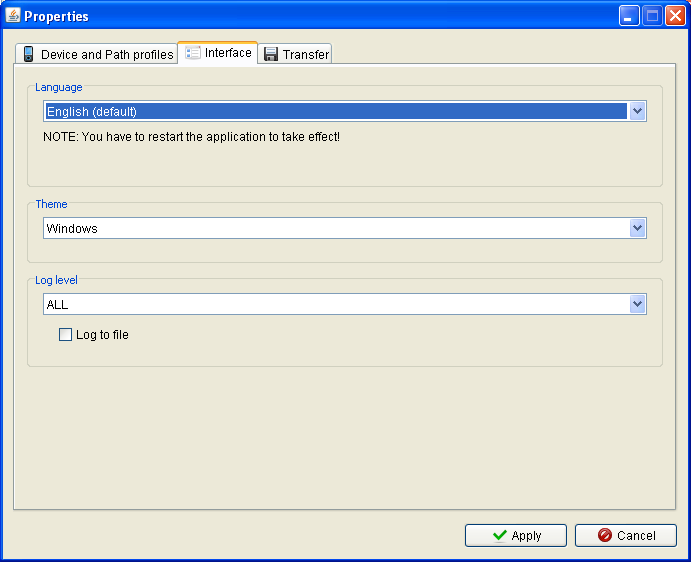 Properties
Device and Path profiles Interface Transfer
Language
English (default)
NOTE: You have to restart the application to take effect!
Theme
Windows
Log level
ALL
Log to file
Apply Cancel